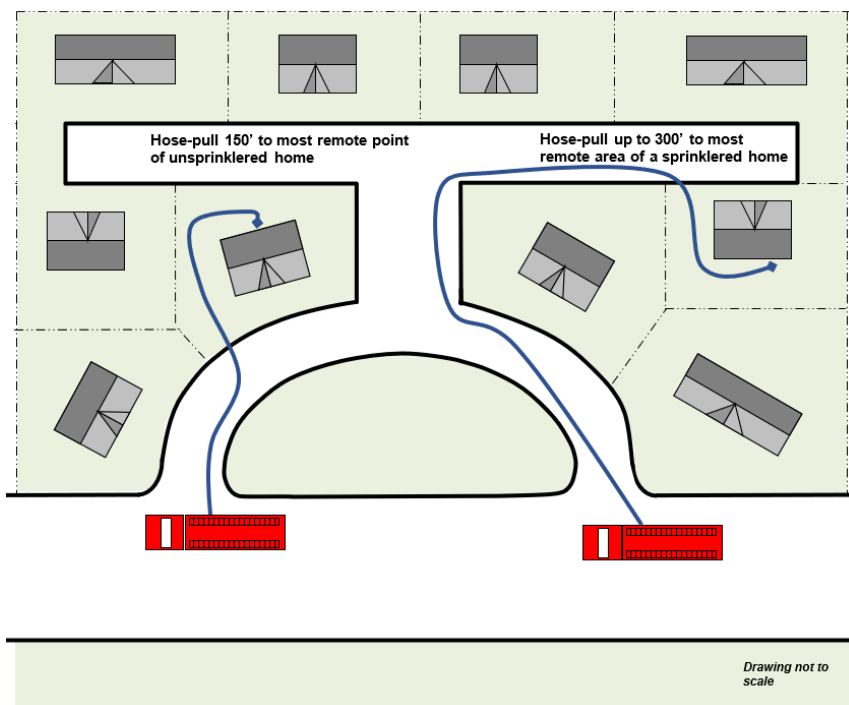 Hose-pull 150' to most remote point
of unsprinklered home
Hose-pull up to 300' to most
remote area of a sprinklered home
Drawing not to
scale